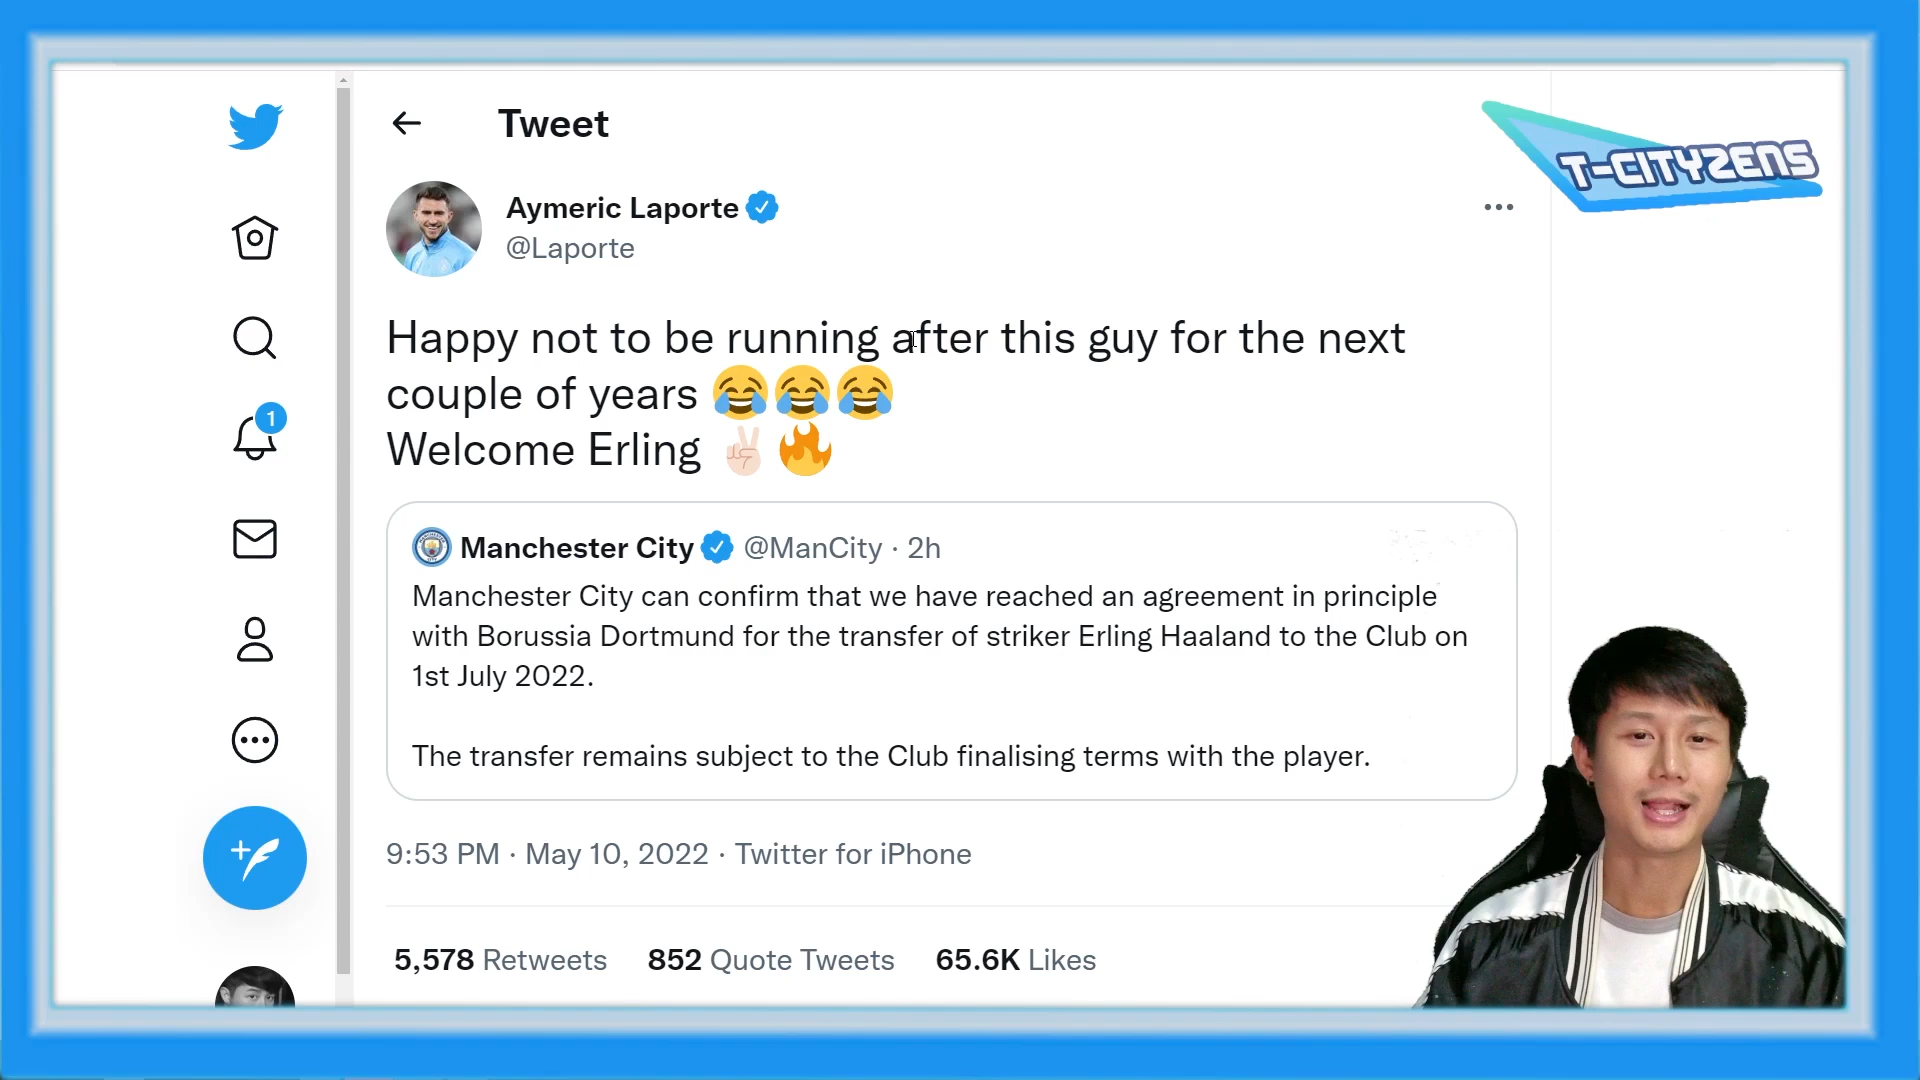 Tweet
T-CITYZENS
Aymeric Laporte
@Laporte
Happy not to be running after this guy for the next
couple of years 😂😂😂
Welcome Erling ✌🏻🔥
1
Manchester City @ManCity · 2h
Manchester City can confirm that we have reached an agreement in principle
with Borussia Dortmund for the transfer of striker Erling Haaland to the Club on
1st July 2022.
The transfer remains subject to the Club finalising terms with the player.
9:53 PM · May 10, 2022 · Twitter for iPhone
5,578 Retweets 852 Quote Tweets 65.6K Likes